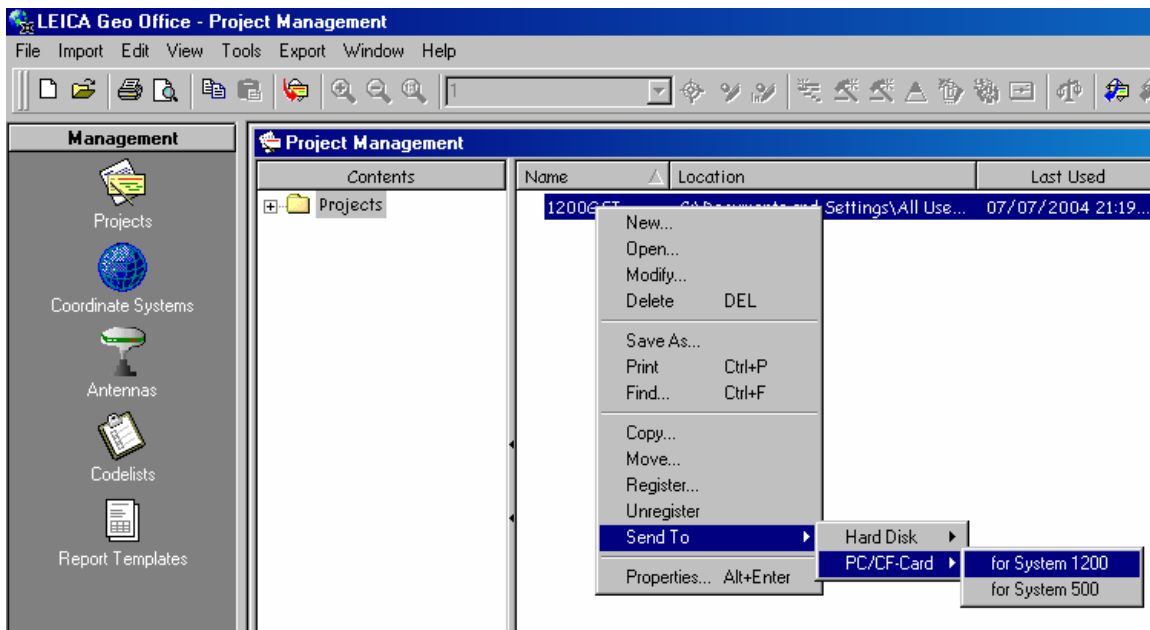 LEICA Geo Office - Project Management
File Import Edit View Tools Export Window Help
1
Management
Projects
Coordinate Systems
Antennas
Codelists
Report Templates
Project Management
Contents
Projects
Name Location Last Used
Settings\All Use... 07/07/2004 21:19...
New...
Open...
Modify...
Delete DEL
Save As...
Print Ctrl+P
Find... Ctrl+F
Copy...
Move...
Register...
Unregister
Send To
Properties... Alt+Enter
Hard Disk
PC/CF-Card
for System 1200
for System 500